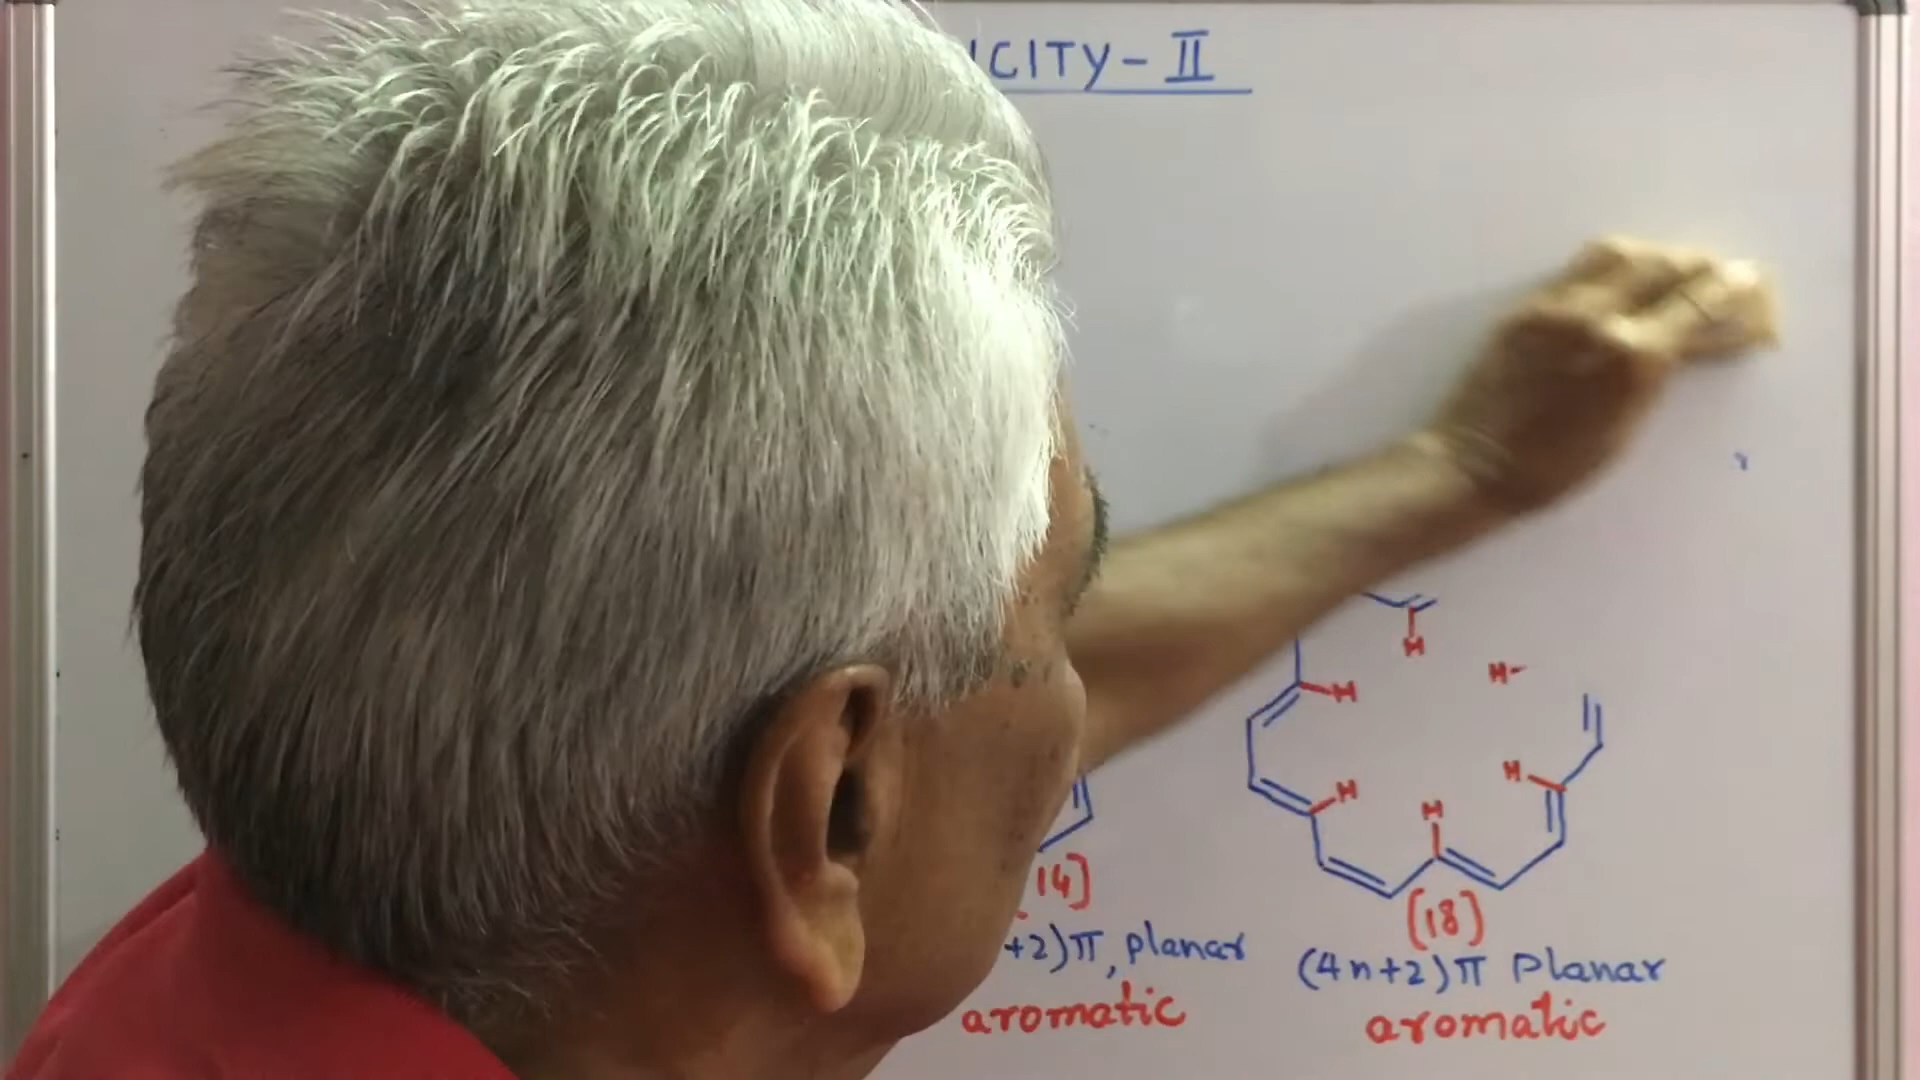 ICITY - II
H
H
H-
H
H
H
14]
[18]
+2)π, planar
(4n+2)π Planar
aromatic
aromatic